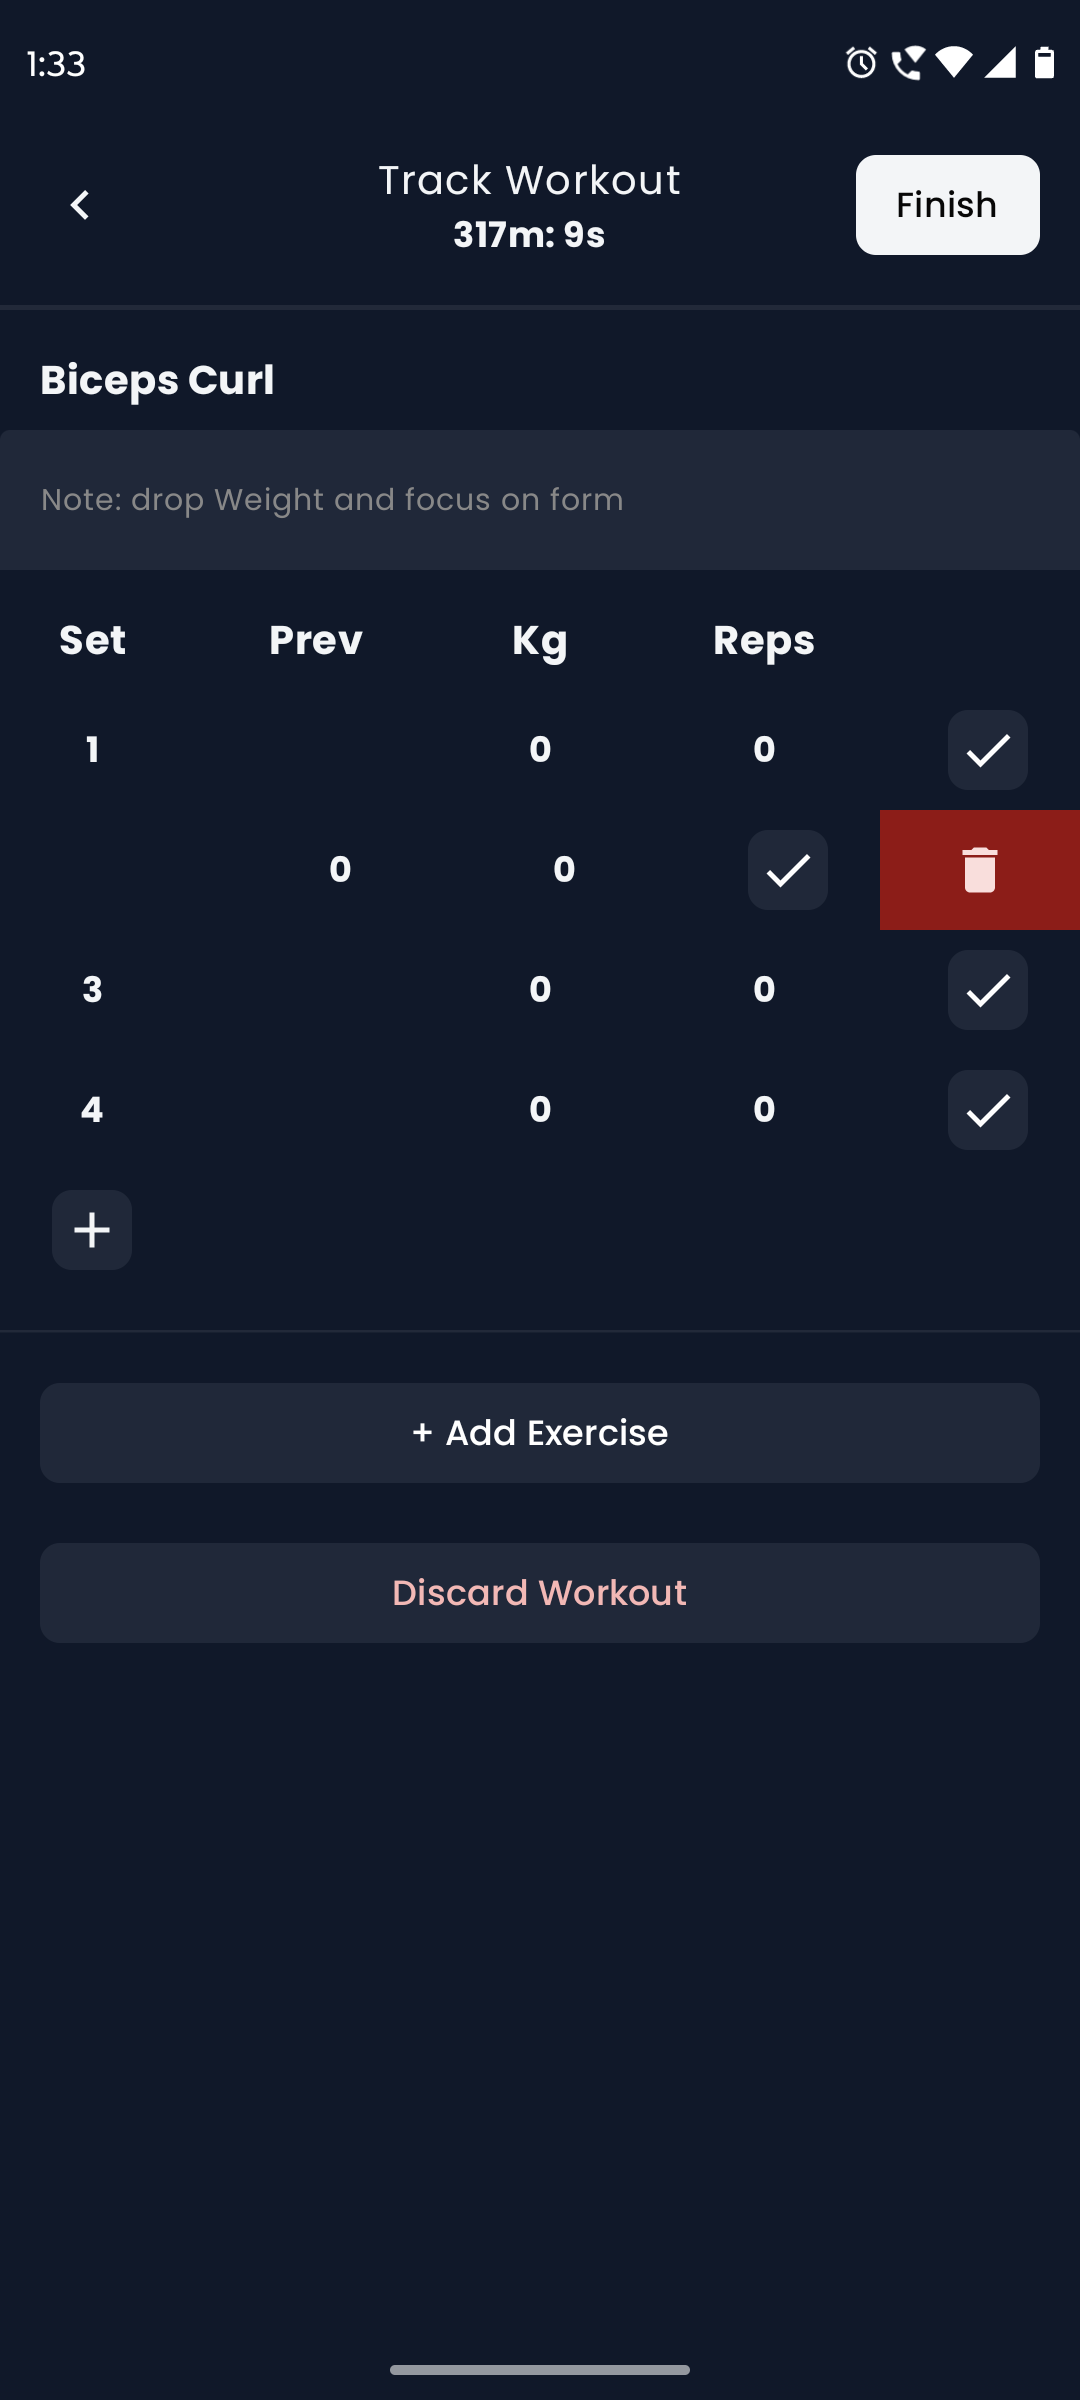 1:33
Track Workout
317m: 9s
Finish
Biceps Curl
Note: drop Weight and focus on form
Set Prev Kg Reps
1 0 0
0 0
3 0 0
4 0 0
+ Add Exercise
Discard Workout